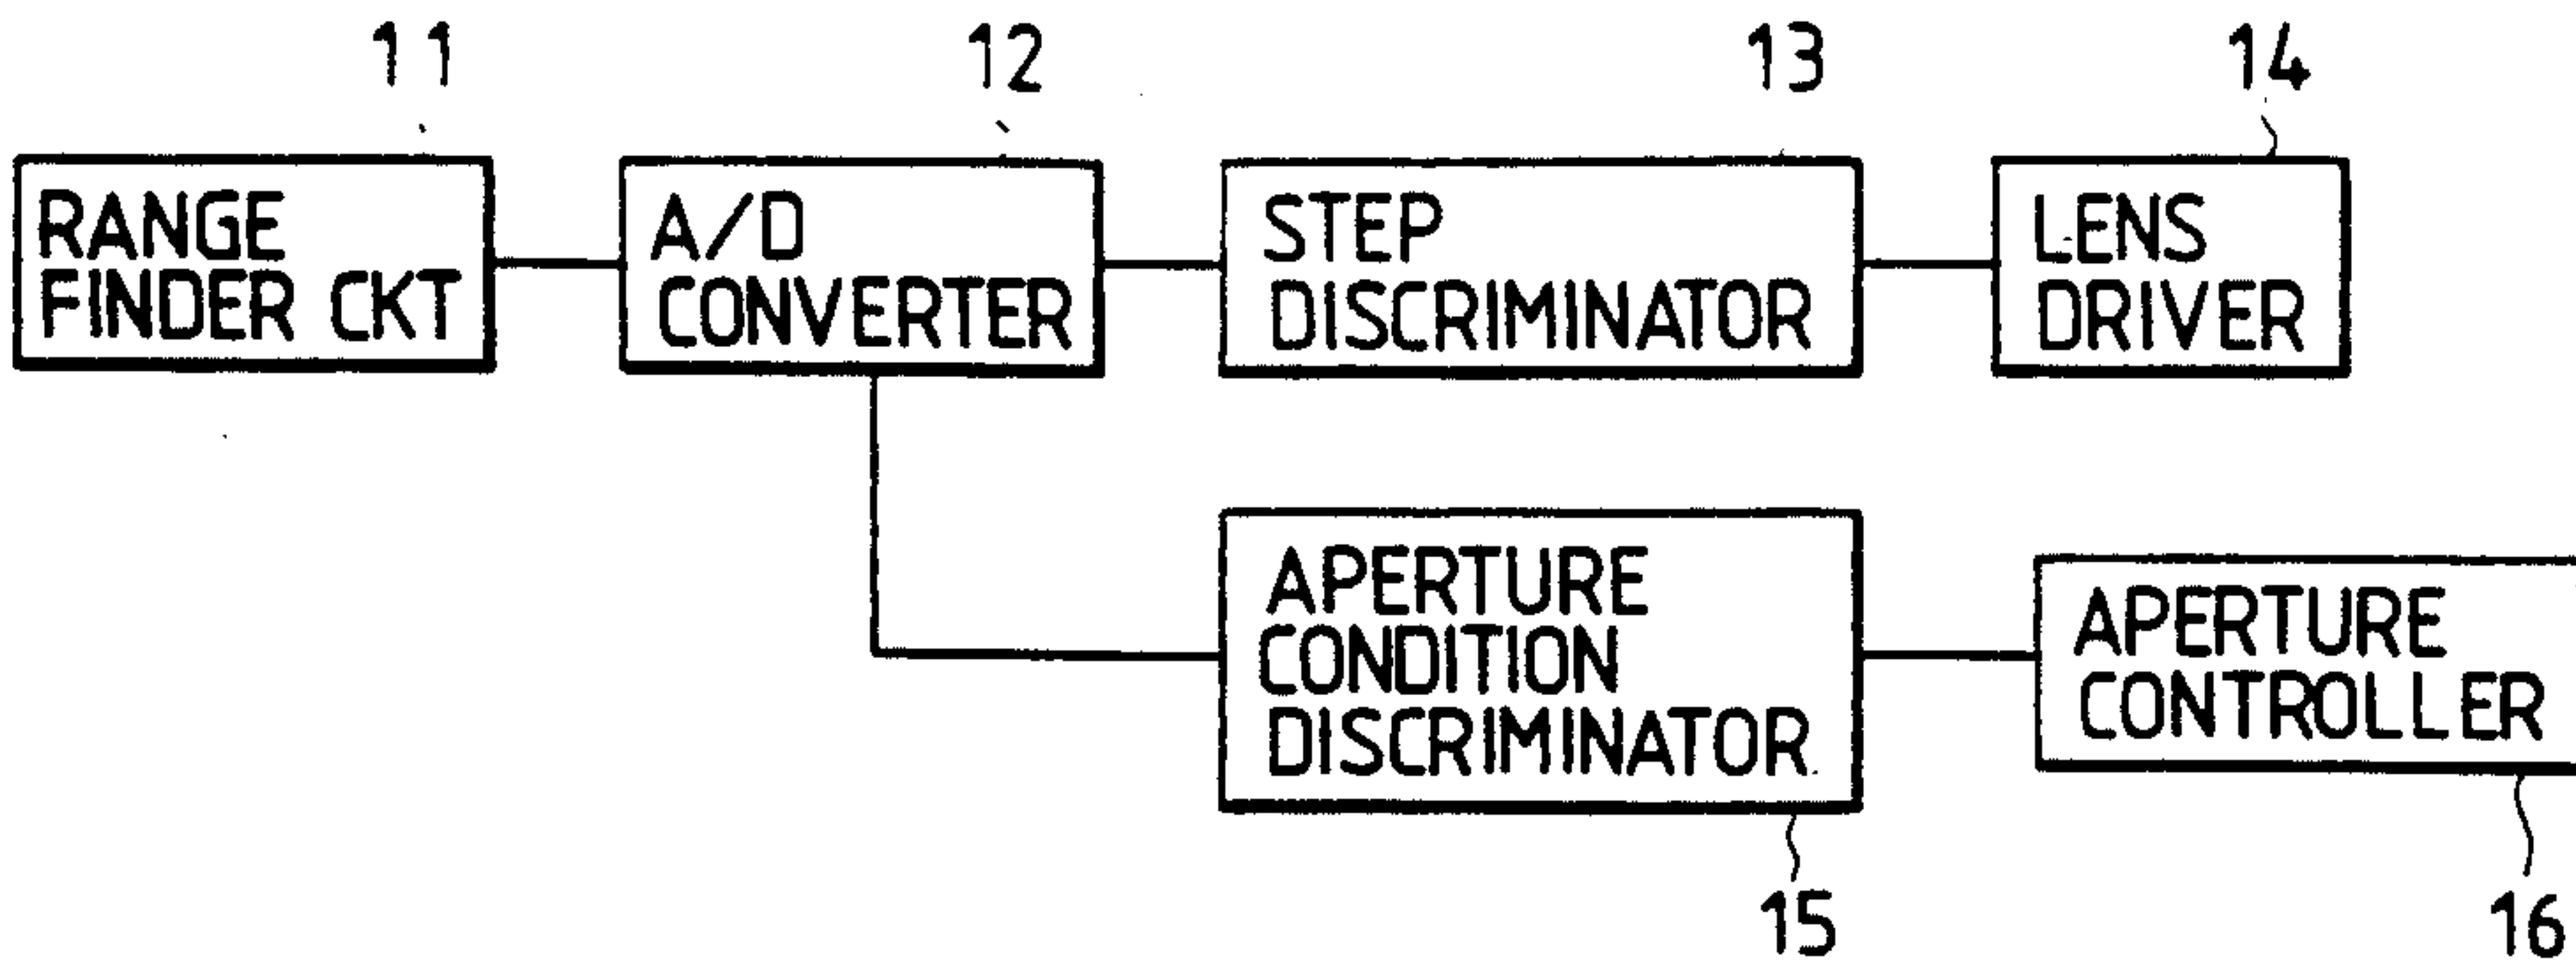 11
12
13
14
RANGE
FINDER CKT
A/D
CONVERTER
STEP
DISCRIMINATOR
LENS
DRIVER
APERTURE
CONDITION
DISCRIMINATOR
APERTURE
CONTROLLER
15
16